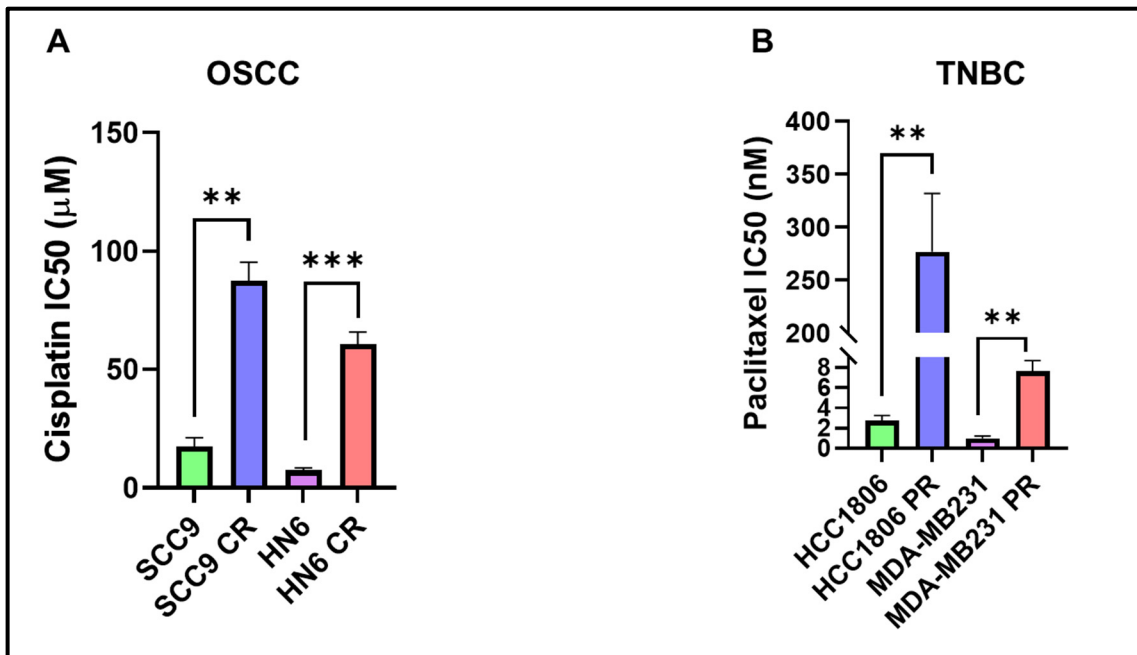 A
OSCC
Cisplatin IC50 (μM)
150
100
50
0
**
***
SCC9
SCC9 CR
HN6
HN6 CR
B
TNBC
Paclitaxel IC50 (nM)
400
350
300
250
200
8
6
4
2
0
**
**
HCC1806
HCC1806 PR
MDA-MB231
MDA-MB231 PR